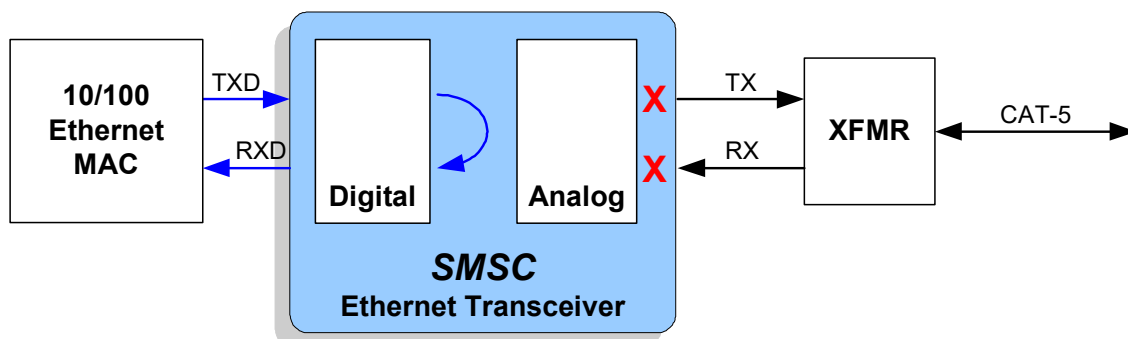 10/100
Ethernet
MAC
TXD
RXD
Digital
Analog
X
X
SMSC
Ethernet Transceiver
TX
RX
XFMR
CAT-5